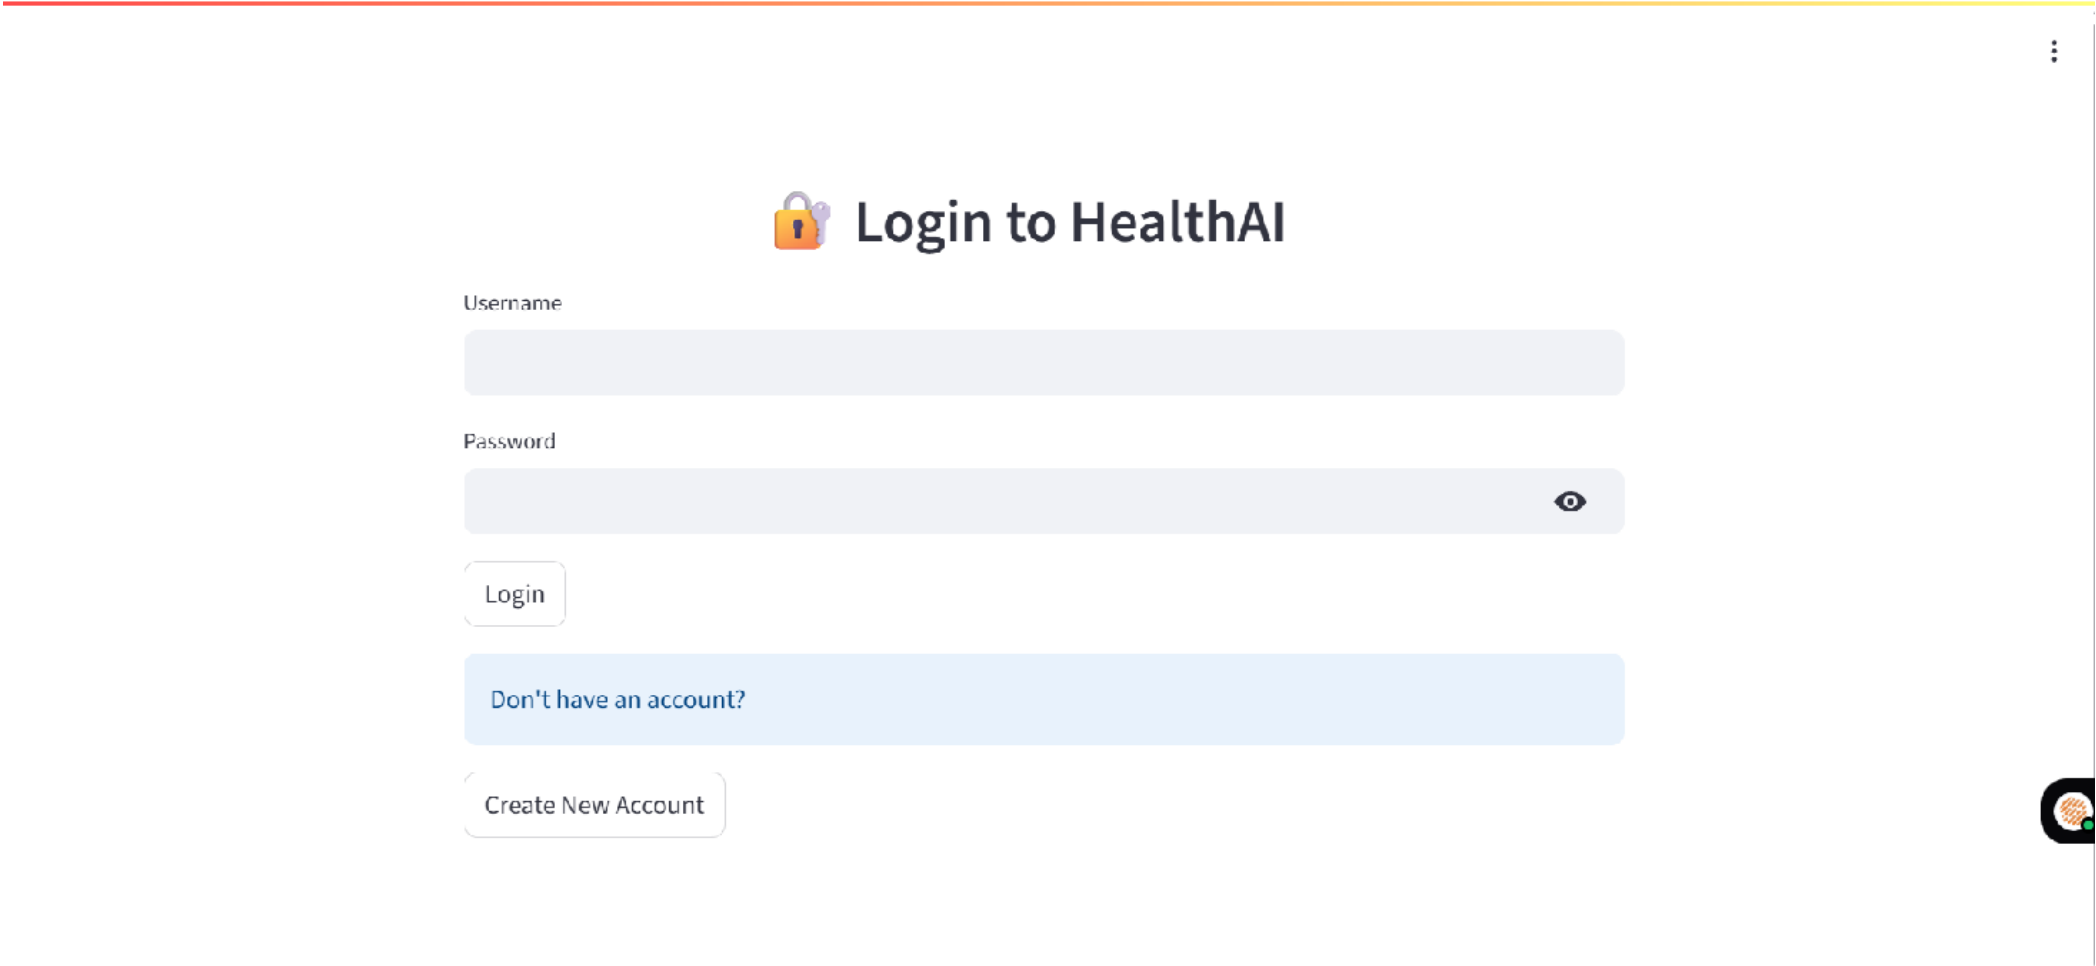 Login to HealthAI
Username
Password
Login
Don't have an account?
Create New Account